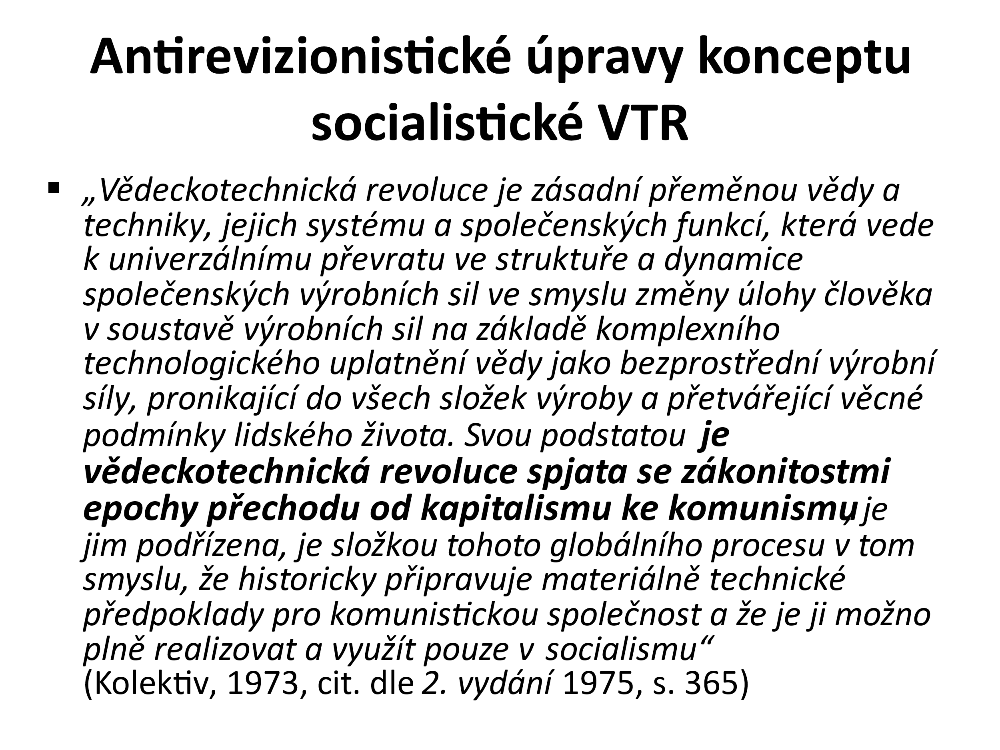 Antirevizionistické úpravy konceptu
socialistické VTR
▪ „Vědeckotechnická revoluce je zásadní přeměnou vědy a
techniky, jejich systému a společenských funkcí, která vede
k univerzálnímu převratu ve struktuře a dynamice
společenských výrobních sil ve smyslu změny úlohy člověka
v soustavě výrobních sil na základě komplexního
technologického uplatnění vědy jako bezprostřední výrobní
síly, pronikající do všech složek výroby a přetvářející věcné
podmínky lidského života. Svou podstatou je
vědeckotechnická revoluce spjata se zákonitostmi
epochy přechodu od kapitalismu ke komunismu, je
jim podřízena, je složkou tohoto globálního procesu v tom
smyslu, že historicky připravuje materiálně technické
předpoklady pro komunistickou společnost a že je ji možno
plně realizovat a využít pouze v socialismu“
(Kolektiv, 1973, cit. dle 2. vydání 1975, s. 365)